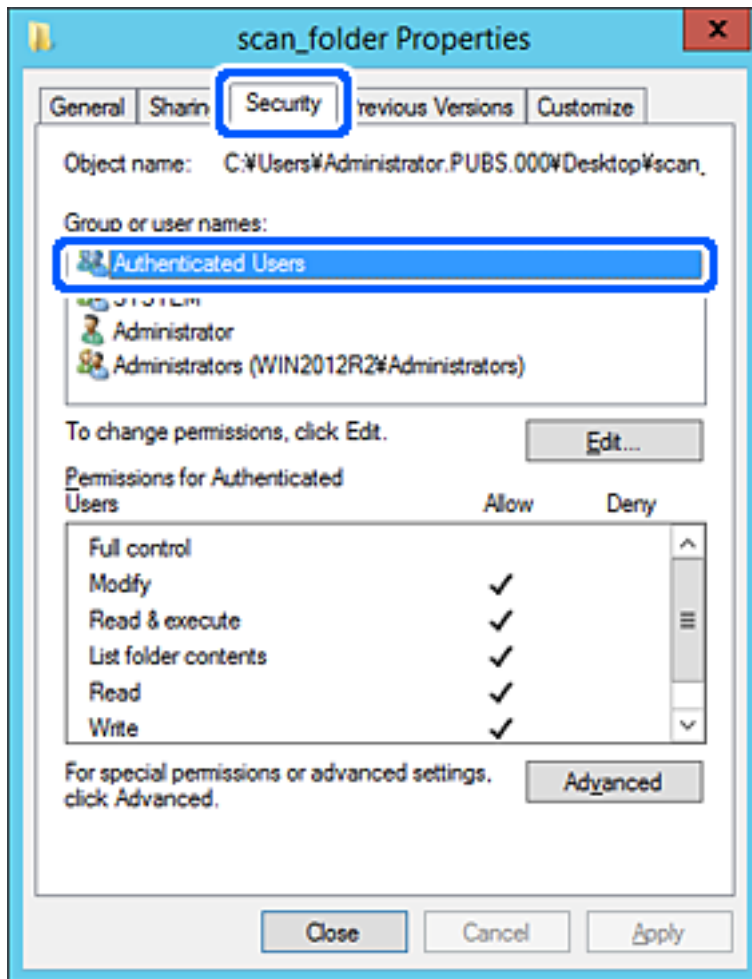 scan_folder Properties
x
General Sharin Security revious Versions Customize
Object name: C:¥Users¥Administrator.PUBS.000¥Desktop¥scan_
Group or user names:
Authenticated Users
SYSTEM
Administrator
Administrators (WIN2012R2¥Administrators)
To change permissions, click Edit.
Edit...
Permissions for Authenticated
Users Allow Deny
Full control
Modify
Read & execute
List folder contents
Read
Write
For special permissions or advanced settings,
click Advanced.
Advanced
Close Cancel Apply